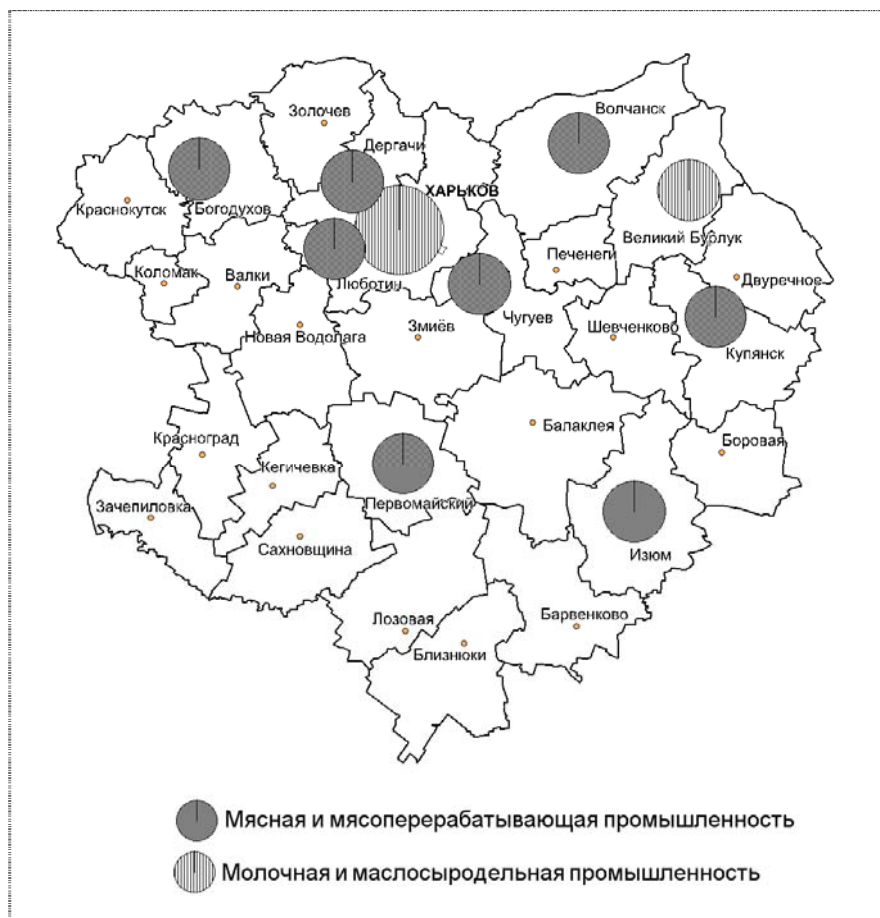 Золочев
Волчанск
Дергачи
ХАРЬКОВ
Краснокутск
Богодухов
Великий Бурлук
Печенеги
Коломак
Валки
Люботин
Двуречное
Чугуев
Новая Водолага
Змиёв
Шевченково
Купянск
Балаклея
Красноград
Боровая
Кегичевка
Зачепиловка
Первомайский
Сахновщина
Изюм
Лозовая
Барвенково
Близнюки
Мясная и мясоперерабатывающая промышленность
Молочная и маслосыродельная промышленность